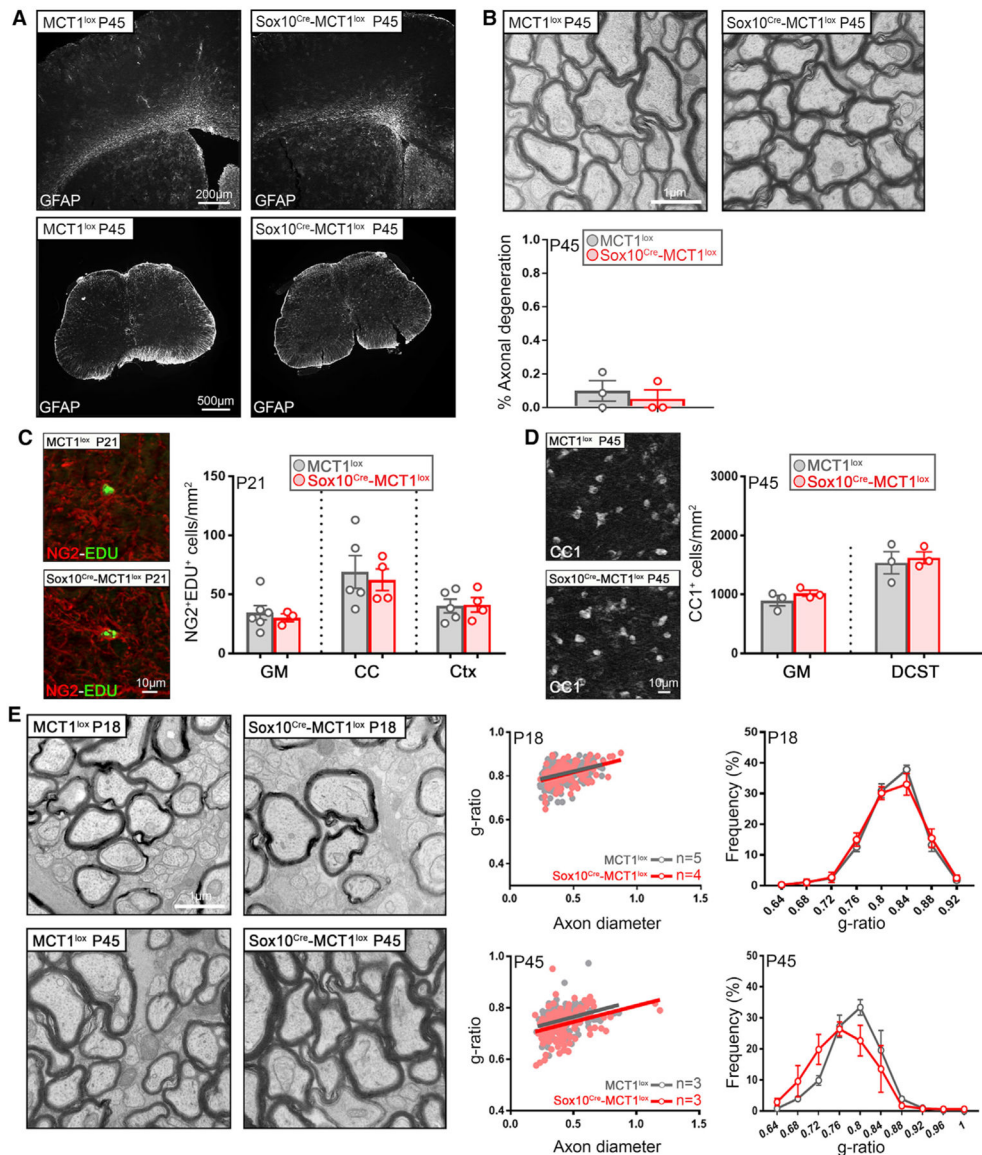 A
MCT1lox P45
Sox10Cre-MCT1lox P45
GFAP
200µm
GFAP
MCT1lox P45
Sox10Cre-MCT1lox P45
GFAP
500µm
GFAP
B
MCT1lox P45
Sox10Cre-MCT1lox P45
1µm
P45
MCT1lox
Sox10Cre-MCT1lox
% Axonal degeneration
1.0
0.8
0.6
0.4
0.2
0.0
C
MCT1lox P21
NG2-EDU
Sox10Cre-MCT1lox P21
NG2-EDU
10µm
P21
MCT1lox
Sox10Cre-MCT1lox
NG2+EDU+ cells/mm2
150
100
50
0
GM
CC
Ctx
D
MCT1lox P45
CC1
Sox10Cre-MCT1lox P45
CC1
10µm
P45
MCT1lox
Sox10Cre-MCT1lox
CC1+ cells/mm2
3000
2000
1000
0
GM
DCST
E
MCT1lox P18
1µm
Sox10Cre-MCT1lox P18
P18
g-ratio
1.0
0.8
0.6
0.4
MCT1lox n=5
Sox10Cre-MCT1lox n=4
0.0 0.5 1.0 1.5
Axon diameter
P18
Frequency (%)
50
40
30
20
10
0
0.64 0.68 0.72 0.76 0.8 0.84 0.88 0.92
g-ratio
MCT1lox P45
Sox10Cre-MCT1lox P45
P45
g-ratio
1.0
0.8
0.6
0.4
MCT1lox n=3
Sox10Cre-MCT1lox n=3
0.0 0.5 1.0 1.5
Axon diameter
P45
Frequency (%)
50
40
30
20
10
0
0.64 0.68 0.72 0.76 0.80 0.84 0.88 0.92 0.96 1
g-ratio